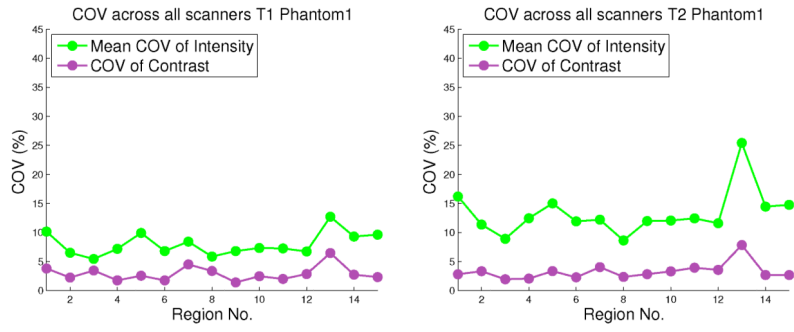 COV across all scanners T1 Phantom1
45
40
35
30
25
20
15
10
5
0
COV (%)
Mean COV of Intensity
COV of Contrast
2 4 6 8 10 12 14
Region No.
COV across all scanners T2 Phantom1
45
40
35
30
25
20
15
10
5
0
COV (%)
Mean COV of Intensity
COV of Contrast
2 4 6 8 10 12 14
Region No.